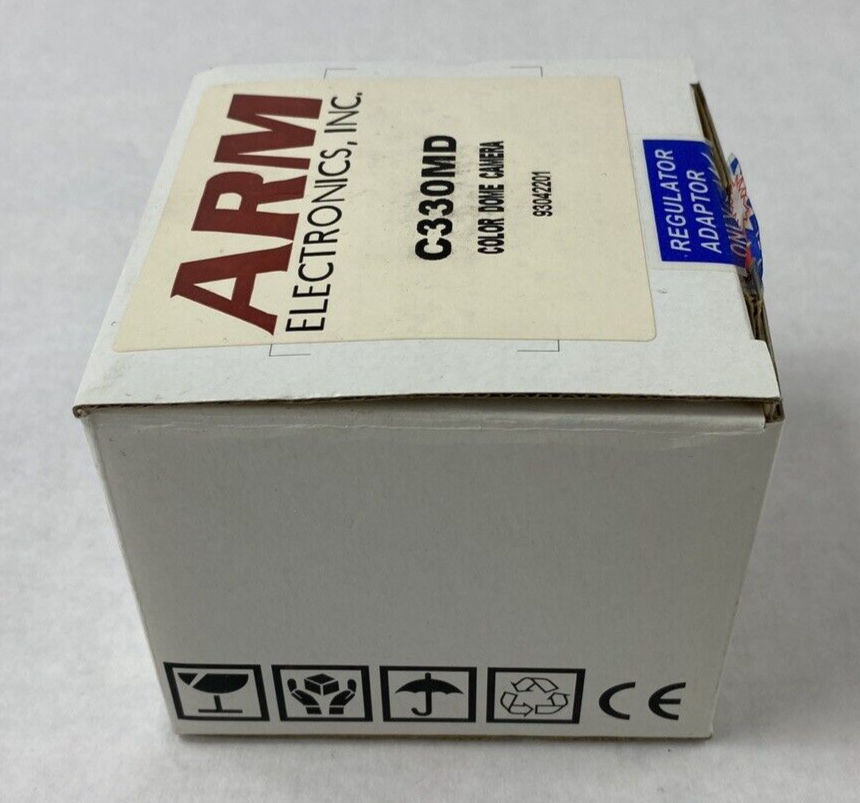 ARM
ELECTRONICS, INC.
C330MD
COLOR DOME CAMERA
93042201
REGULATOR
ADAPTOR
CE